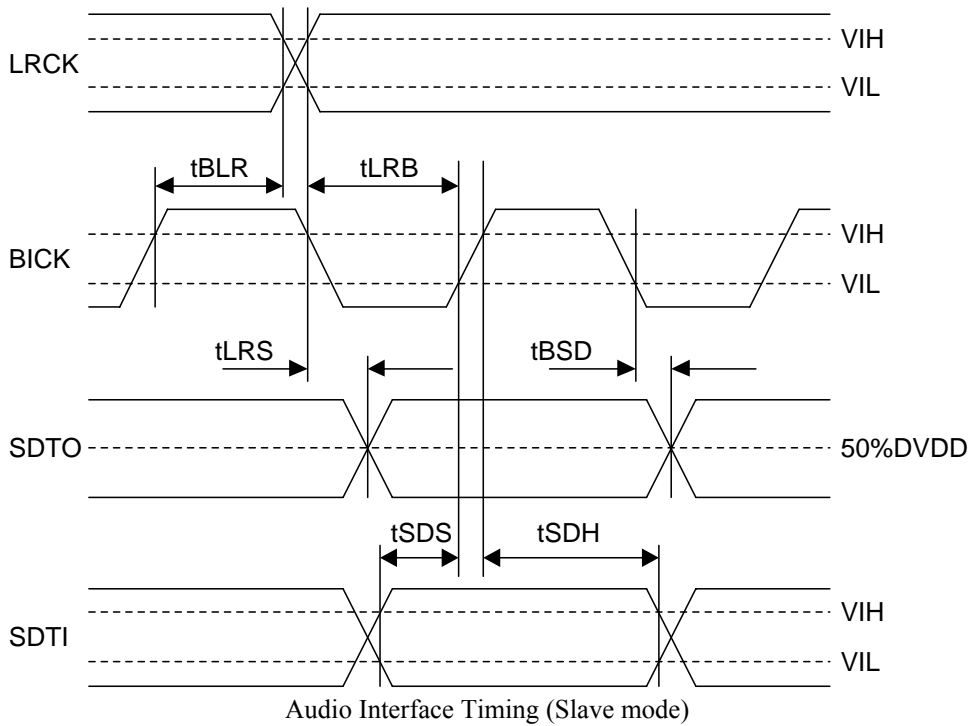 VIH
LRCK
VIL
tBLR tLRB
VIH
BICK
VIL
tLRS tBSD
SDTO 50%DVDD
tSDS tSDH
VIH
SDTI
VIL
Audio Interface Timing (Slave mode)